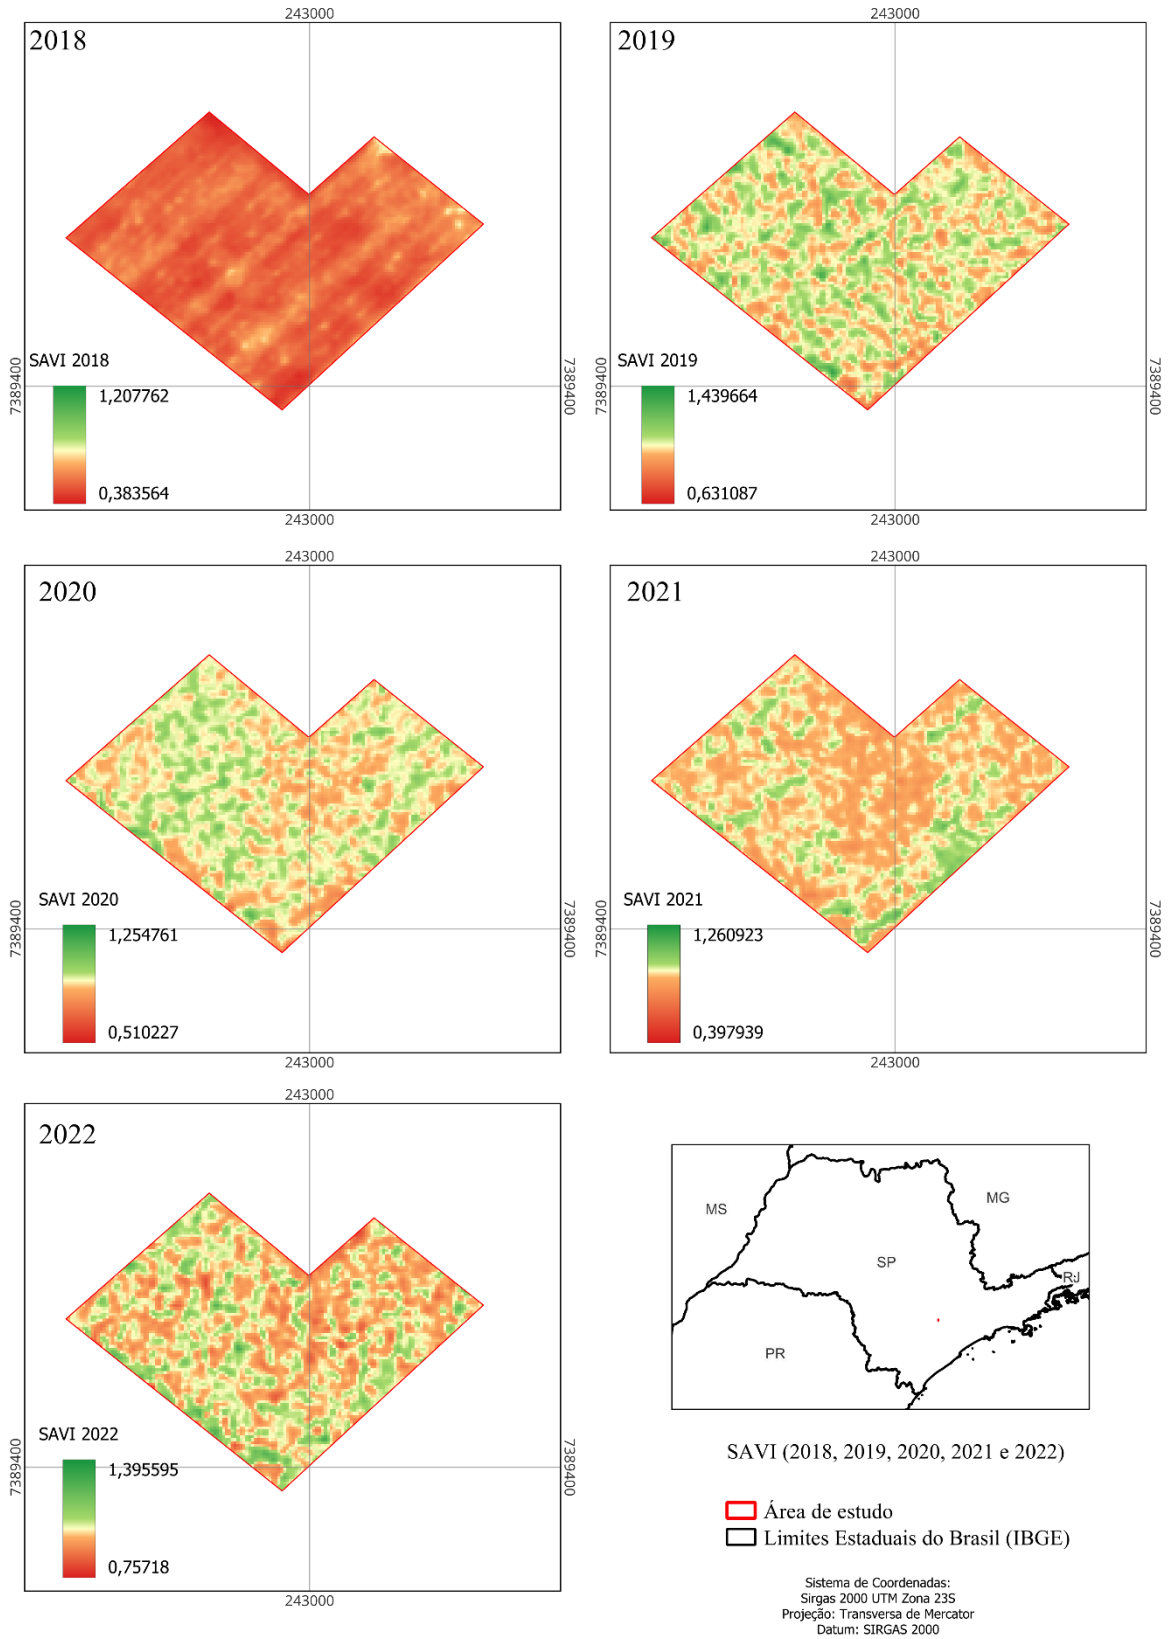 243000
243000
2018
2019
SAVI 2018
1,207762
0,383564
7389400
7389400
SAVI 2019
1,439664
0,631087
7389400
7389400
243000
243000
243000
243000
2020
2021
SAVI 2020
1,254761
0,510227
7389400
7389400
SAVI 2021
1,260923
0,397939
7389400
7389400
243000
243000
243000
2022
SAVI 2022
1,395595
0,75718
7389400
7389400
243000
MS
MG
SP
RJ
PR
SAVI (2018, 2019, 2020, 2021 e 2022)
Área de estudo
Limites Estaduais do Brasil (IBGE)
Sistema de Coordenadas:
Sirgas 2000 UTM Zona 23S
Projeção: Transversa de Mercator
Datum: SIRGAS 2000